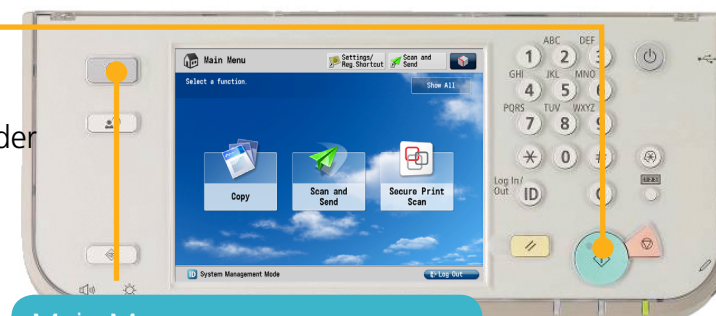 Main Menu
Settings/
Reg.Shortcut
Scan and
Send
Select a function.
Show All
Copy
Scan and
Send
Secure Print
Scan
System Management Mode
Log Out
ABC
DEF
1
2
3
GHI
JKL
MNO
4
5
6
PQRS
TUV
WXYZ
7
8
9
0
#
Log In/
Out
ID
C
der